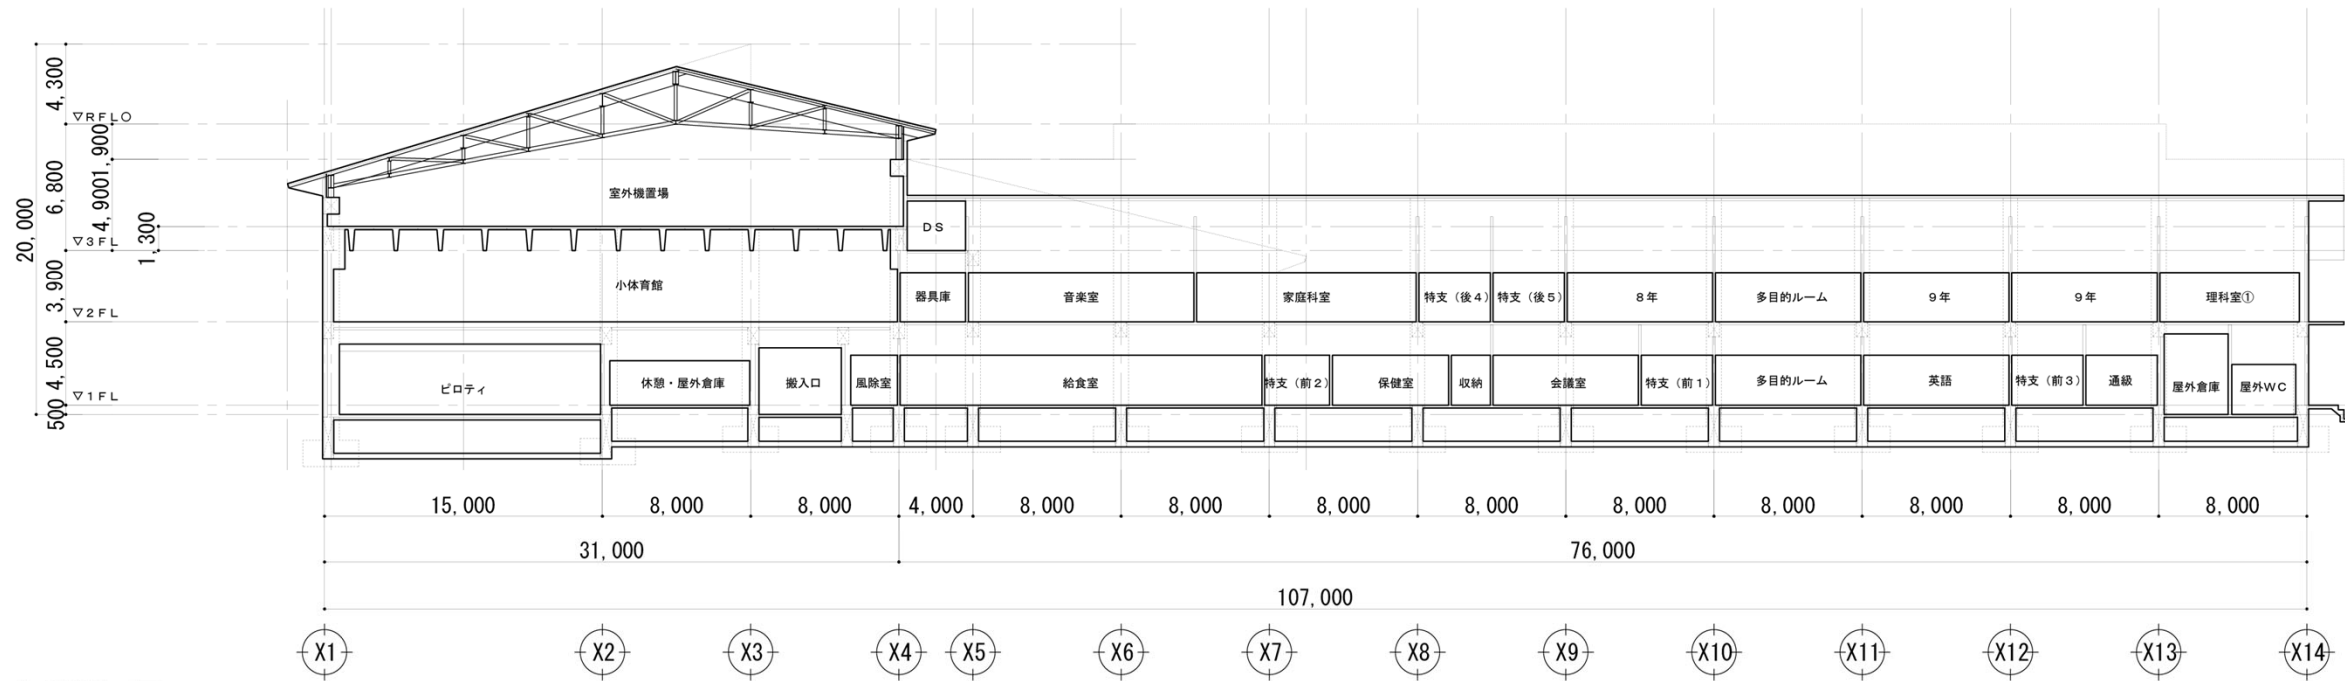 4,300
▽RFL〇
1,900
6,800
4,900
20,000
1,300
▽3FL
3,900
▽2FL
4,500
▽1FL
500
室外機置場
DS
小体育館
器具庫
音楽室
家庭科室
特支（後４）
特支（後５）
８年
多目的ルーム
９年
９年
理科室①
ピロティ
休憩・屋外倉庫
搬入口
風除室
給食室
特支（前２）
保健室
収納
会議室
特支（前１）
多目的ルーム
英語
特支（前３）
通級
屋外倉庫
屋外ＷＣ
15,000 8,000 8,000 4,000 8,000 8,000 8,000 8,000 8,000 8,000 8,000 8,000 8,000
31,000 76,000
107,000
X1 X2 X3 X4 X5 X6 X7 X8 X9 X10 X11 X12 X13 X14